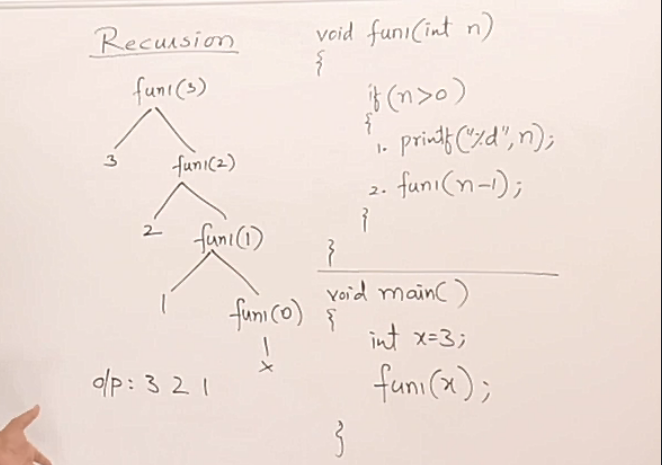 Recursion
fun1(3)
3
fun1(2)
2
fun1(1)
1
fun1(0)
x
o/p: 3 2 1
void fun1(int n)
{
if(n>0)
{
1. printf("%d", n);
2. fun1(n-1);
}
}
void main()
{
int x=3;
fun1(x);
}